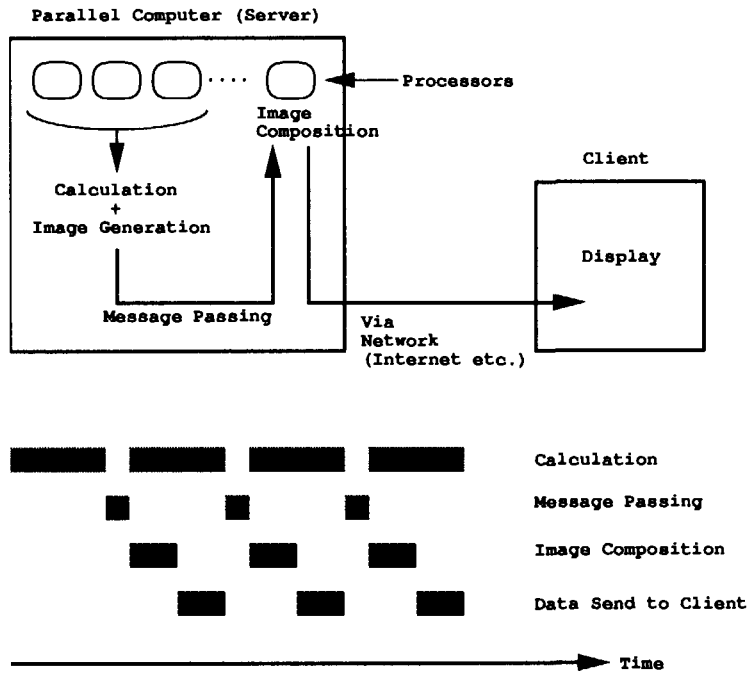 Parallel Computer (Server)
Processors
Image
Composition
Calculation
+
Image Generation
Message Passing
Client
Display
Via
Network
(Internet etc.)
Calculation
Message Passing
Image Composition
Data Send to Client
Time